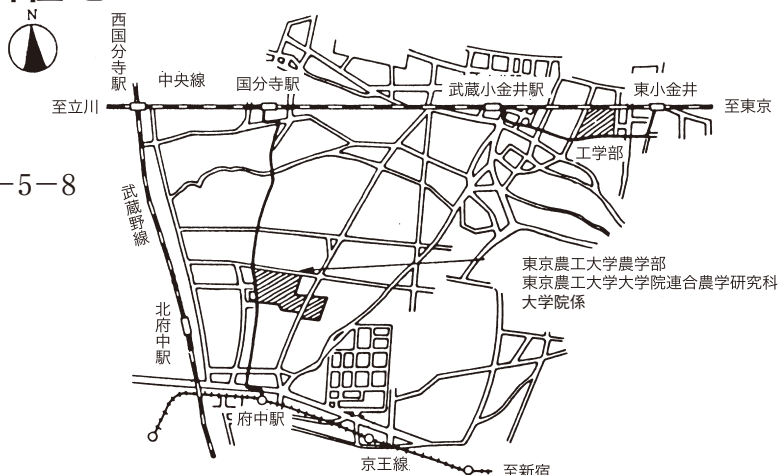 N
西国分寺駅
中央線
国分寺駅
武蔵小金井駅
東小金井
至立川
至東京
工学部
-5-8
武蔵野線
東京農工大学農学部
東京農工大学大学院連合農学研究科
大学院係
北府中駅
府中駅
京王線
至新宿